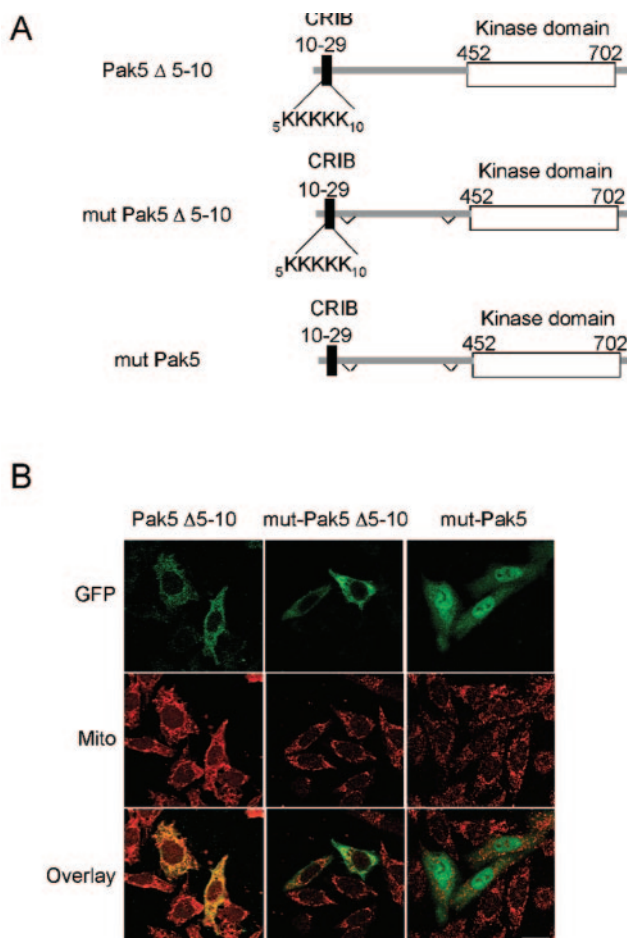 A
CRIB
10-29
Kinase domain
452
702
Pak5 Δ 5-10
5KKKKK10
CRIB
10-29
Kinase domain
452
702
mut Pak5 Δ 5-10
5KKKKK10
CRIB
10-29
Kinase domain
452
702
mut Pak5
B
Pak5 Δ5-10
mut-Pak5 Δ5-10
mut-Pak5
GFP
Mito
Overlay